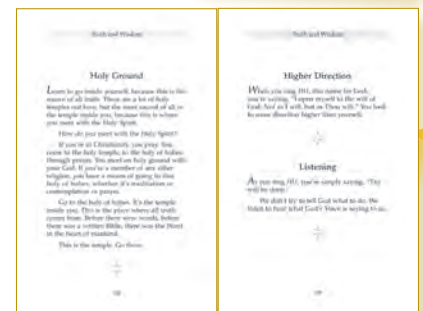 Truth and Wisdom
Holy Ground
Learn to go inside yourself, because this is the
source of all truth. There are a lot of holy
temples out here, but the most sacred of all is
the temple inside you, because this is where
you meet with the Holy Spirit.
How do you meet with the Holy Spirit?
If you're in Christianity, you pray. You
come to the holy temple, to the holy of holies,
through prayer. You meet on holy ground with
your God. If you're a member of any other
religion, you have a means of going to this
holy of holies, whether it's meditation or
contemplation or prayer.
Go to the holy of holies. It's the temple
inside you. This is the place where all truth
comes from. Before there were words, before
there was a written Bible, there was the Word
in the heart of mankind.
This is the temple. Go there.
Truth and Wisdom
Higher Direction
When you sing HU, this name for God,
you're saying, "I open myself to the will of
God. Not as I will, but as Thou will." You look
to some direction higher than yourself.
Listening
As you sing HU, you're simply saying, "Thy
will be done."
We don't try to tell God what to do. We
listen to hear what God's Voice is saying to us.